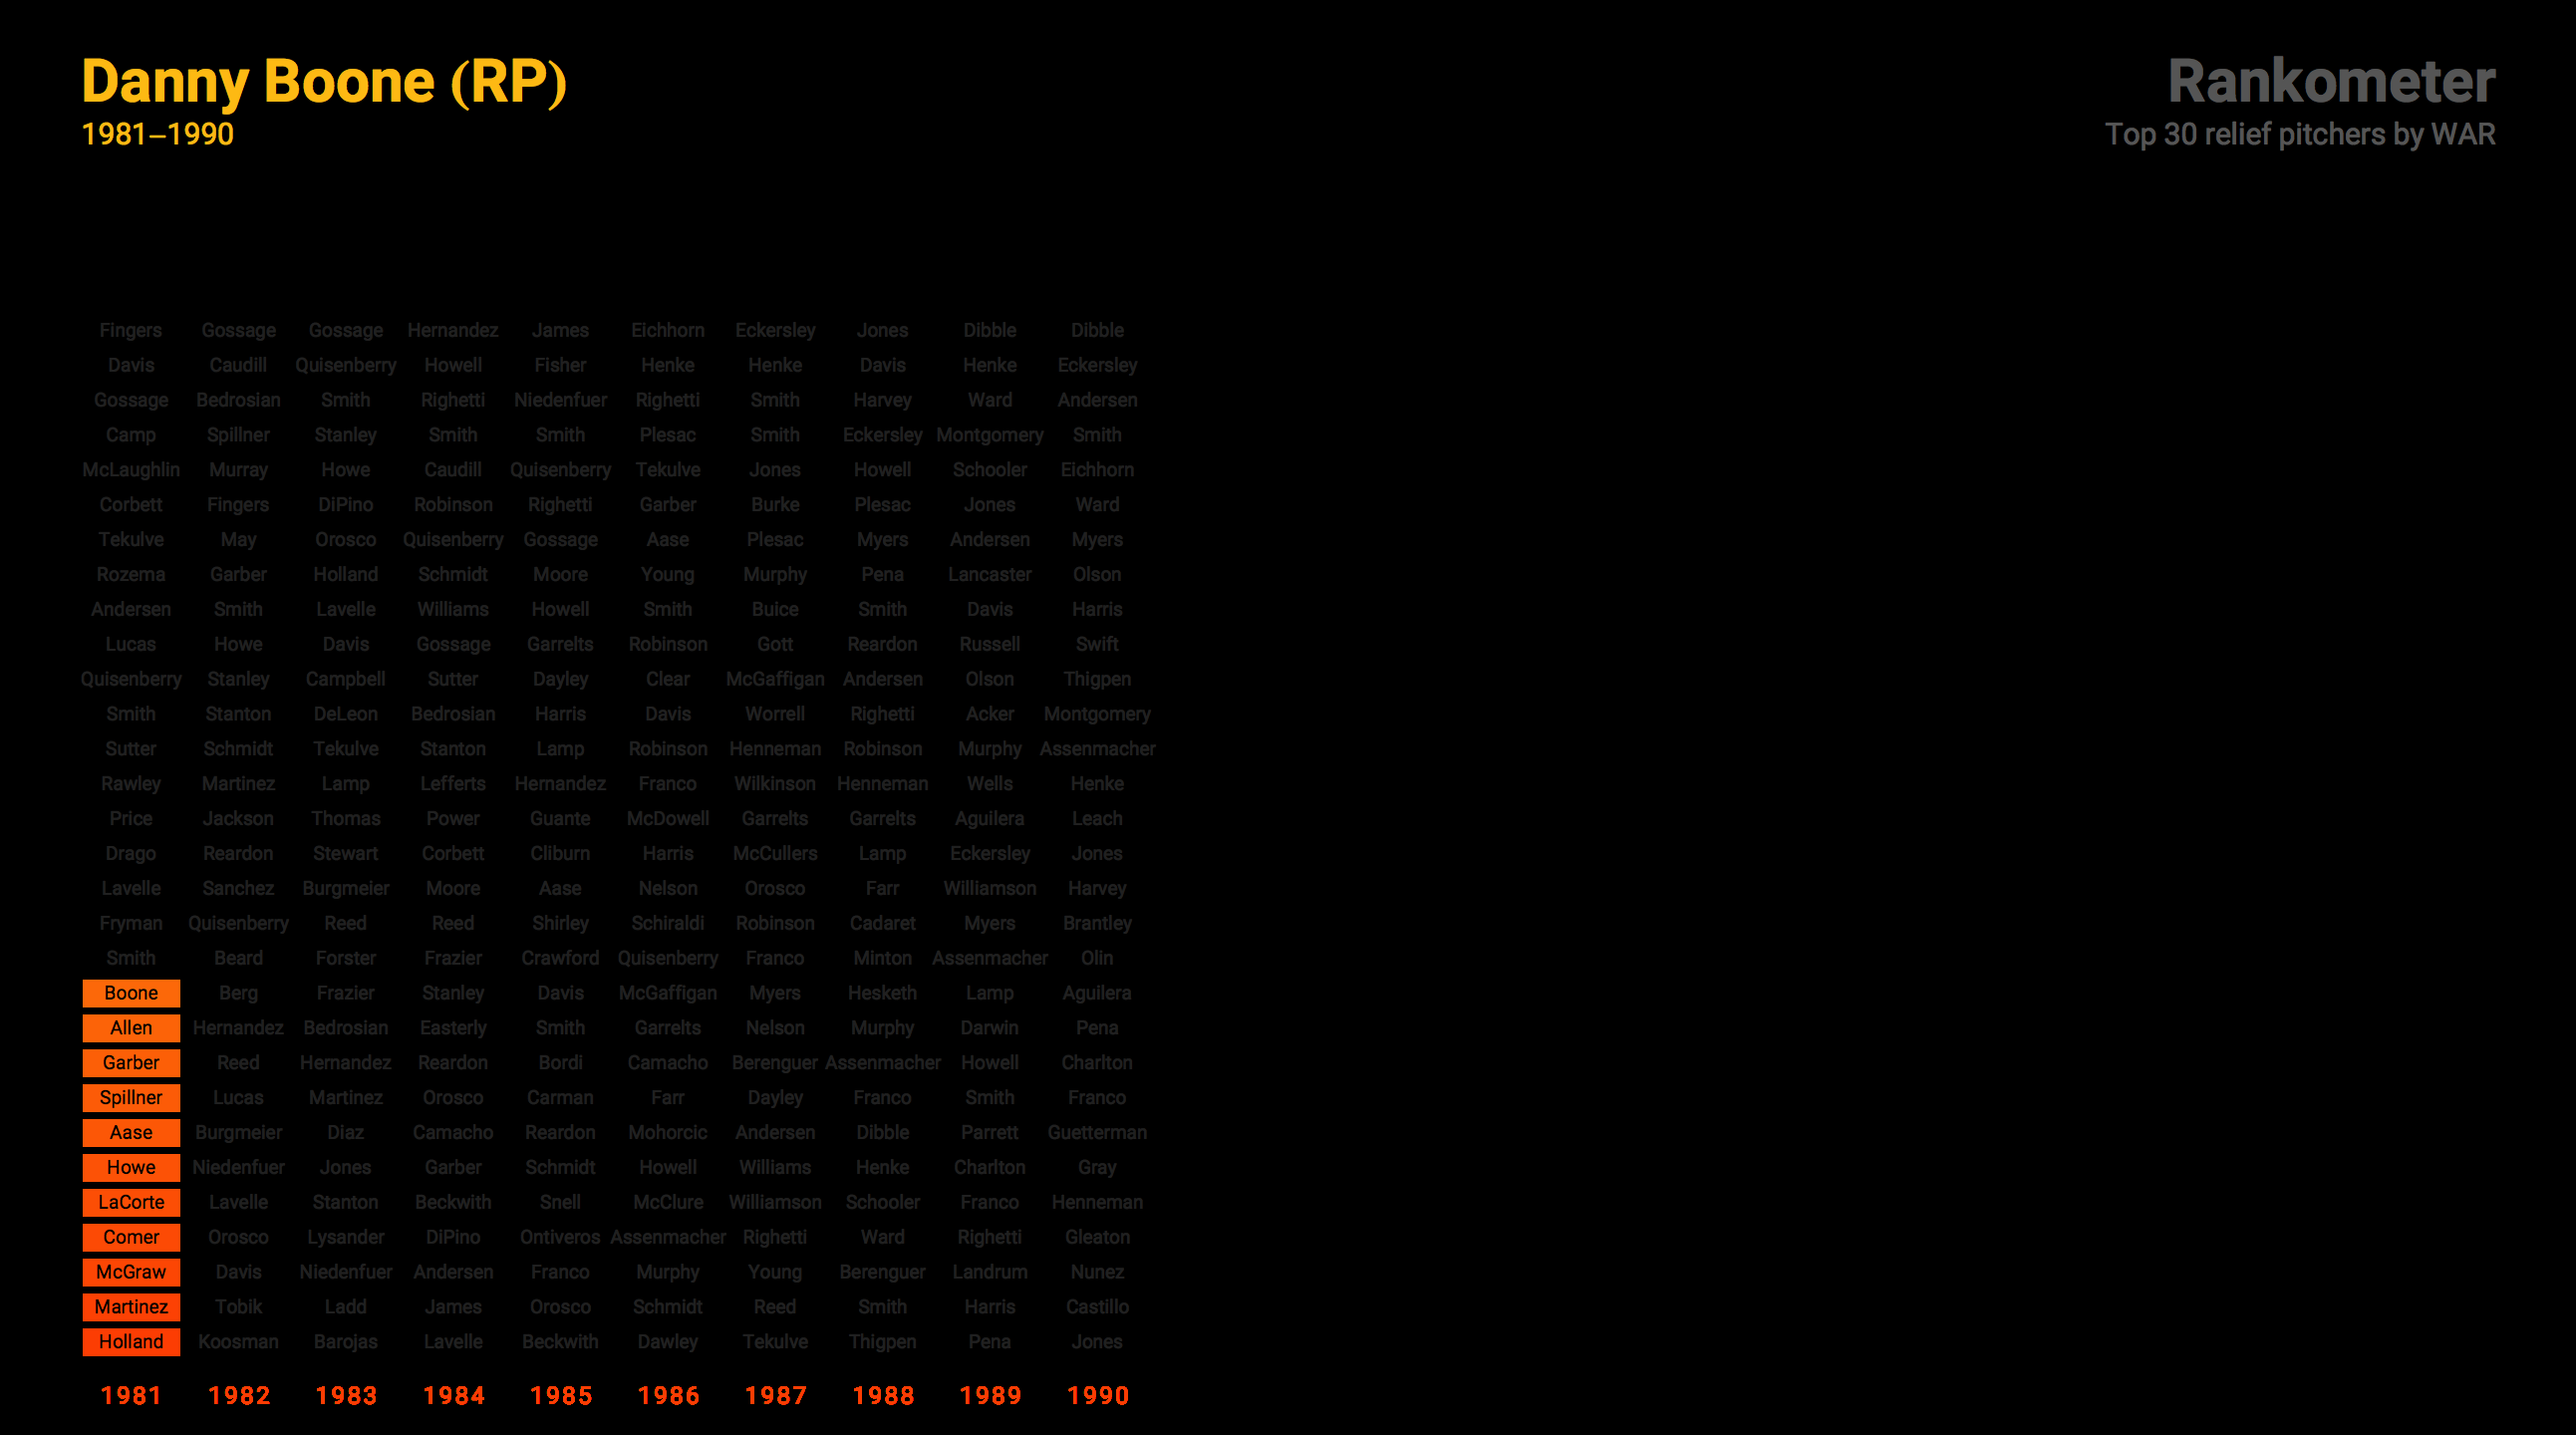 Danny Boone (RP)
1981–1990
Rankometer
Top 30 relief pitchers by WAR
Fingers Gossage Gossage Hernandez James Eichhorn Eckersley Jones Dibble Dibble
Davis Caudill Quisenberry Howell Fisher Henke Henke Davis Henke Eckersley
Gossage Bedrosian Smith Righetti Niedenfuer Righetti Smith Harvey Ward Andersen
Camp Spillner Stanley Smith Smith Plesac Smith Eckersley Montgomery Smith
McLaughlin Murray Howe Caudill Quisenberry Tekulve Jones Howell Schooler Eichhorn
Corbett Fingers DiPino Robinson Righetti Garber Burke Plesac Jones Ward
Tekulve May Orosco Quisenberry Gossage Aase Plesac Myers Andersen Myers
Rozema Garber Holland Schmidt Moore Young Murphy Pena Lancaster Olson
Andersen Smith Lavelle Williams Howell Smith Buice Smith Davis Harris
Lucas Howe Davis Gossage Garrelts Robinson Gott Reardon Russell Swift
Quisenberry Stanley Campbell Sutter Dayley Clear McGaffigan Andersen Olson Thigpen
Smith Stanton DeLeon Bedrosian Harris Davis Worrell Righetti Acker Montgomery
Sutter Schmidt Tekulve Stanton Lamp Robinson Henneman Robinson Murphy Assenmacher
Rawley Martinez Lamp Lefferts Hernandez Franco Wilkinson Henneman Wells Henke
Price Jackson Thomas Power Guante McDowell Garrelts Garrelts Aguilera Leach
Drago Reardon Stewart Corbett Cliburn Harris McCullers Lamp Eckersley Jones
Lavelle Sanchez Burgmeier Moore Aase Nelson Orosco Farr Williamson Harvey
Fryman Quisenberry Reed Reed Shirley Schiraldi Robinson Cadaret Myers Brantley
Smith Beard Forster Frazier Crawford Quisenberry Franco Minton Assenmacher Olin
Boone Berg Frazier Stanley Davis McGaffigan Myers Hesketh Lamp Aguilera
Allen Hernandez Bedrosian Easterly Smith Garrelts Nelson Murphy Darwin Pena
Garber Reed Hernandez Reardon Bordi Camacho Berenguer Assenmacher Howell Charlton
Spillner Lucas Martinez Orosco Carman Farr Dayley Franco Smith Franco
Aase Burgmeier Diaz Camacho Reardon Mohorcic Andersen Dibble Parrett Guetterman
Howe Niedenfuer Jones Garber Schmidt Howell Williams Henke Charlton Gray
LaCorte Lavelle Stanton Beckwith Snell McClure Williamson Schooler Franco Henneman
Comer Orosco Lysander DiPino Ontiveros Assenmacher Righetti Ward Righetti Gleaton
McGraw Davis Niedenfuer Andersen Franco Murphy Young Berenguer Landrum Nunez
Martinez Tobik Ladd James Orosco Schmidt Reed Smith Harris Castillo
Holland Koosman Barojas Lavelle Beckwith Dawley Tekulve Thigpen Pena Jones
1981 1982 1983 1984 1985 1986 1987 1988 1989 1990